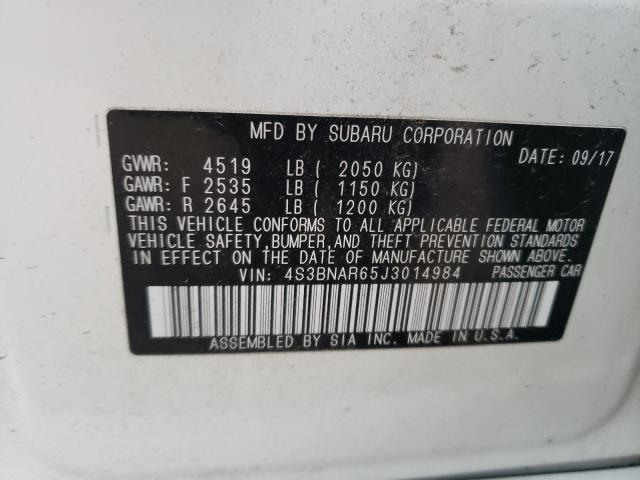 MFD BY SUBARU CORPORATION
DATE: 09/17
GVWR: 4519 LB ( 2050 KG)
GAWR: F 2535 LB ( 1150 KG)
GAWR: R 2645 LB ( 1200 KG)
THIS VEHICLE CONFORMS TO ALL APPLICABLE FEDERAL MOTOR
VEHICLE SAFETY, BUMPER, AND THEFT PREVENTION STANDARDS
IN EFFECT ON THE DATE OF MANUFACTURE SHOWN ABOVE.
VIN: 4S3BNAR65J3014984 PASSENGER CAR
ASSEMBLED BY SIA INC. MADE IN U.S.A.